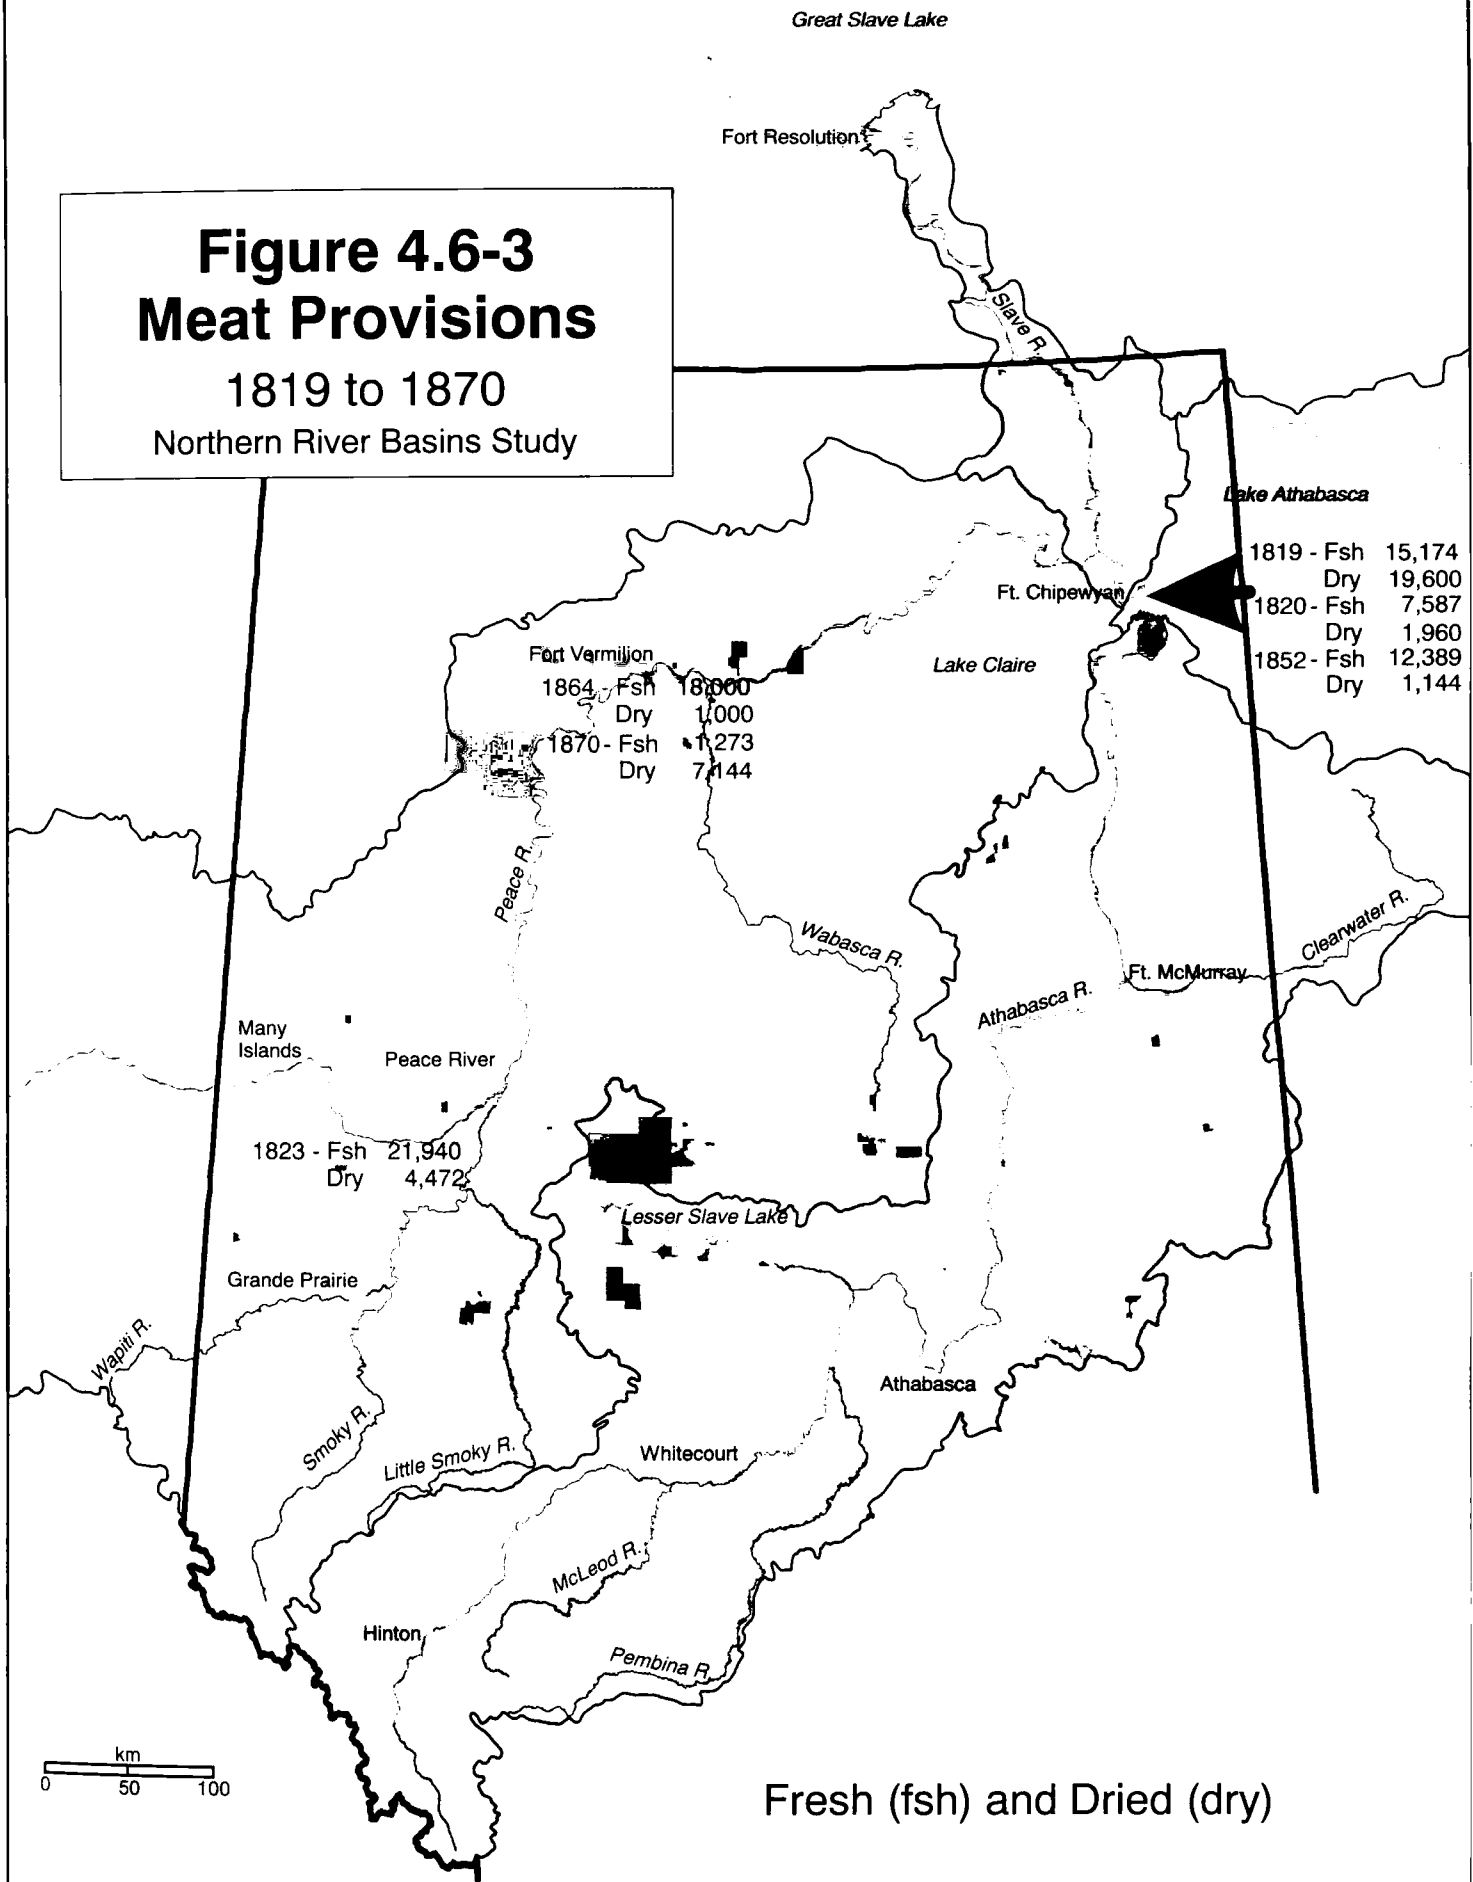 Great Slave Lake
Fort Resolution
Figure 4.6-3
Meat Provisions
1819 to 1870
Northern River Basins Study
Slave R.
Lake Athabasca
1819 - Fsh 15,174
Dry 19,600
1820 - Fsh 7,587
Dry 1,960
1852 - Fsh 12,389
Dry 1,144
Ft. Chipewyan
Lake Claire
Fort Vermilion
1864 - Fsh 18,000
Dry 1,000
1870 - Fsh 1,273
Dry 7,144
Peace R.
Wabasca R.
Clearwater R.
Ft. McMurray
Athabasca R.
Many
Islands
Peace River
1823 - Fsh 21,940
Dry 4,472
Lesser Slave Lake
Grande Prairie
Wapiti R.
Athabasca
Smoky R.
Little Smoky R.
Whitecourt
McLeod R.
Hinton
Pembina R.
km
0 50 100
Fresh (fsh) and Dried (dry)